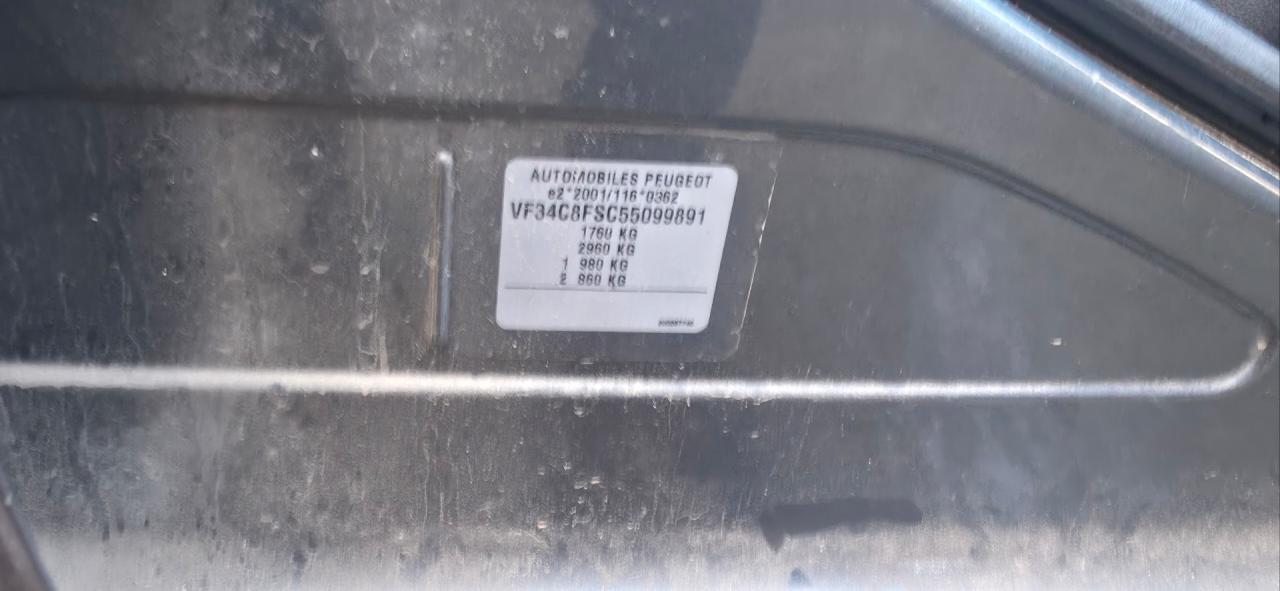 AUTOMOBILES PEUGEOT
e2*2001/116*0362
VF34C8FSC55099891
1760 KG
2960 KG
1 980 KG
2 860 KG